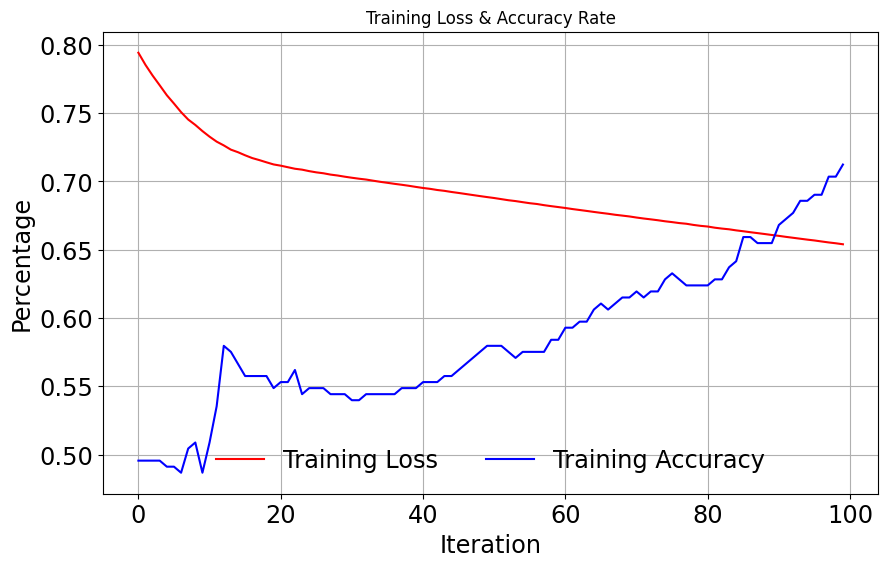 Training Loss & Accuracy Rate
0.80
0.75
0.70
0.65
0.60
0.55
0.50
Percentage
Training Loss Training Accuracy
0 20 40 60 80 100
Iteration